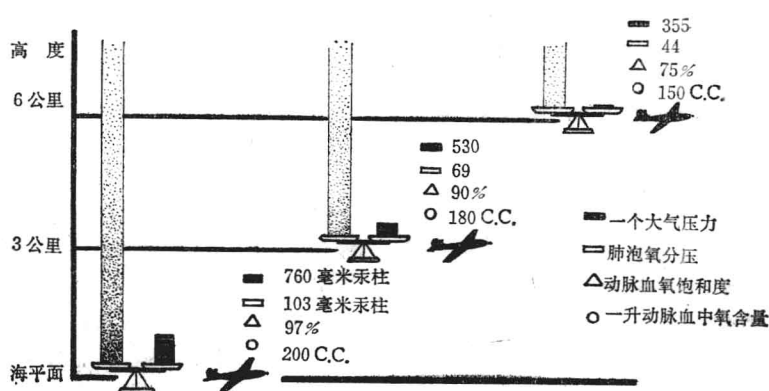 高 度
6 公里
3 公里
海平面
355
44
75%
150 C.C.
530
69
90%
180 C.C.
760 毫米汞柱
103 毫米汞柱
97%
200 C.C.
一个大气压力
肺泡氧分压
动脉血氧饱和度
一升动脉血中氧含量